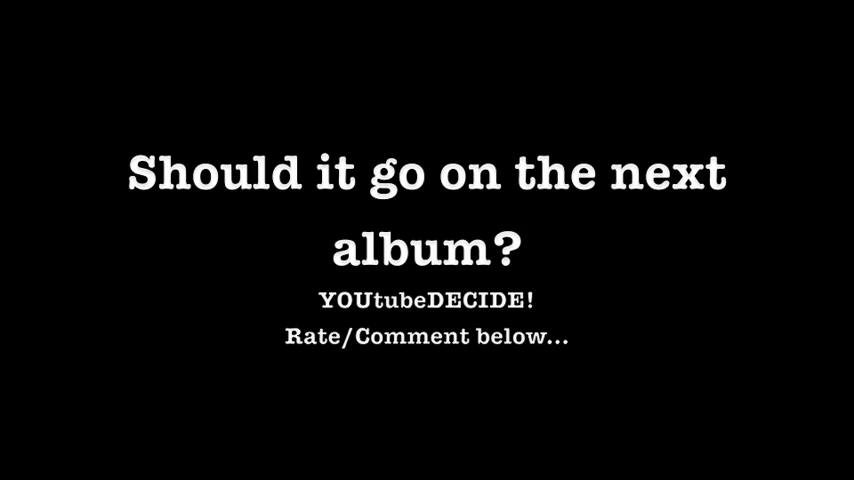 Should it go on the next
album?
YOUtubeDECIDE!
Rate/Comment below...